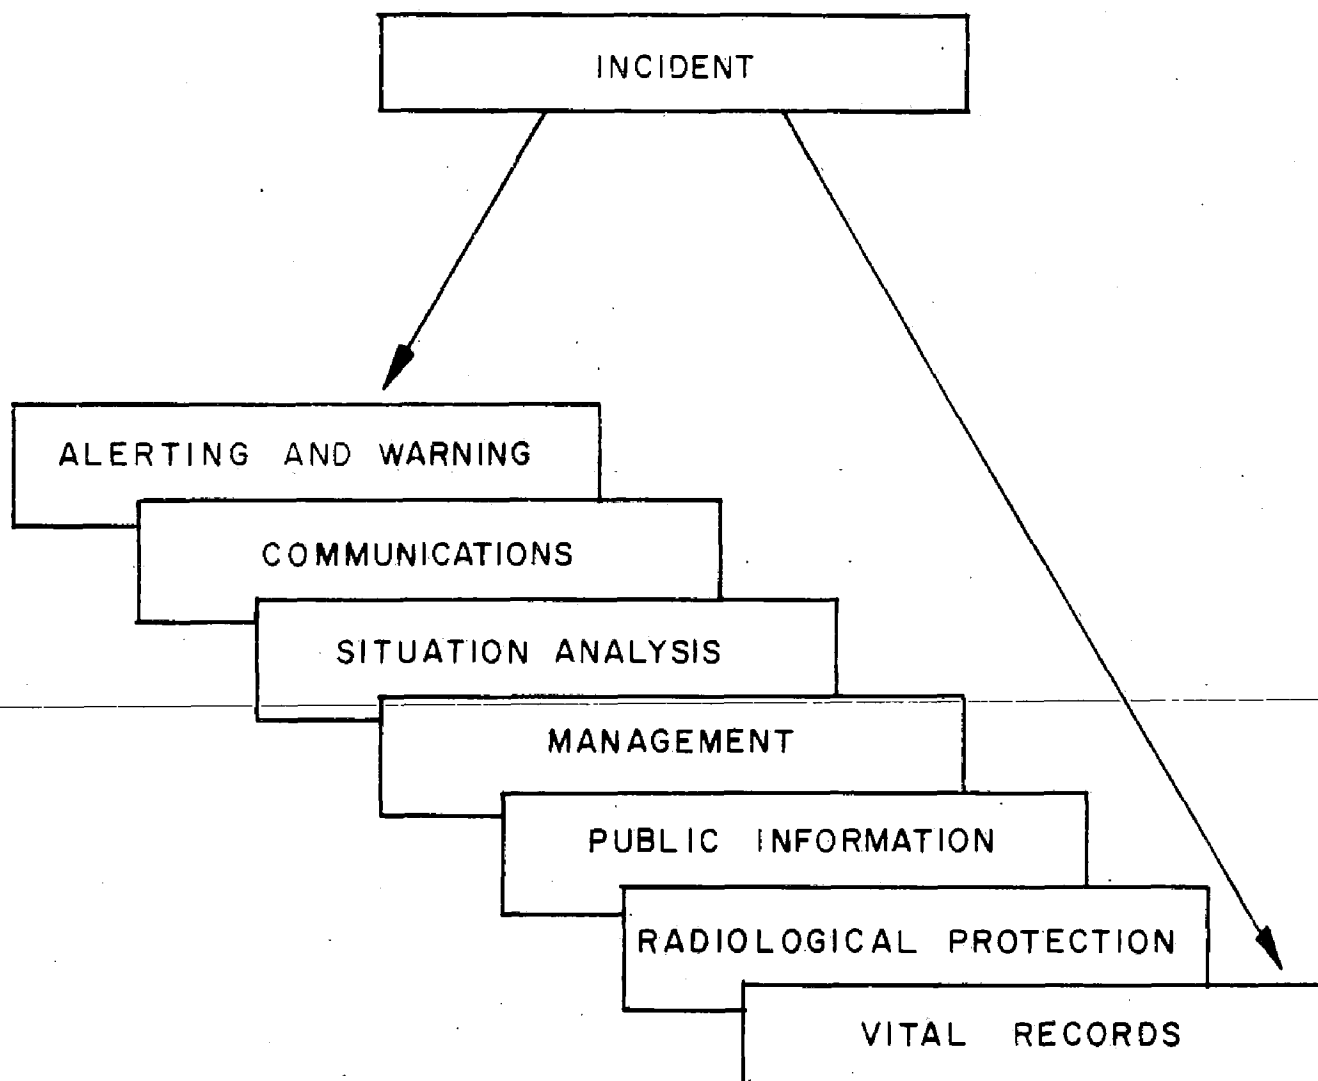 INCIDENT
ALERTING AND WARNING
COMMUNICATIONS
SITUATION ANALYSIS
MANAGEMENT
PUBLIC INFORMATION
RADIOLOGICAL PROTECTION
VITAL RECORDS